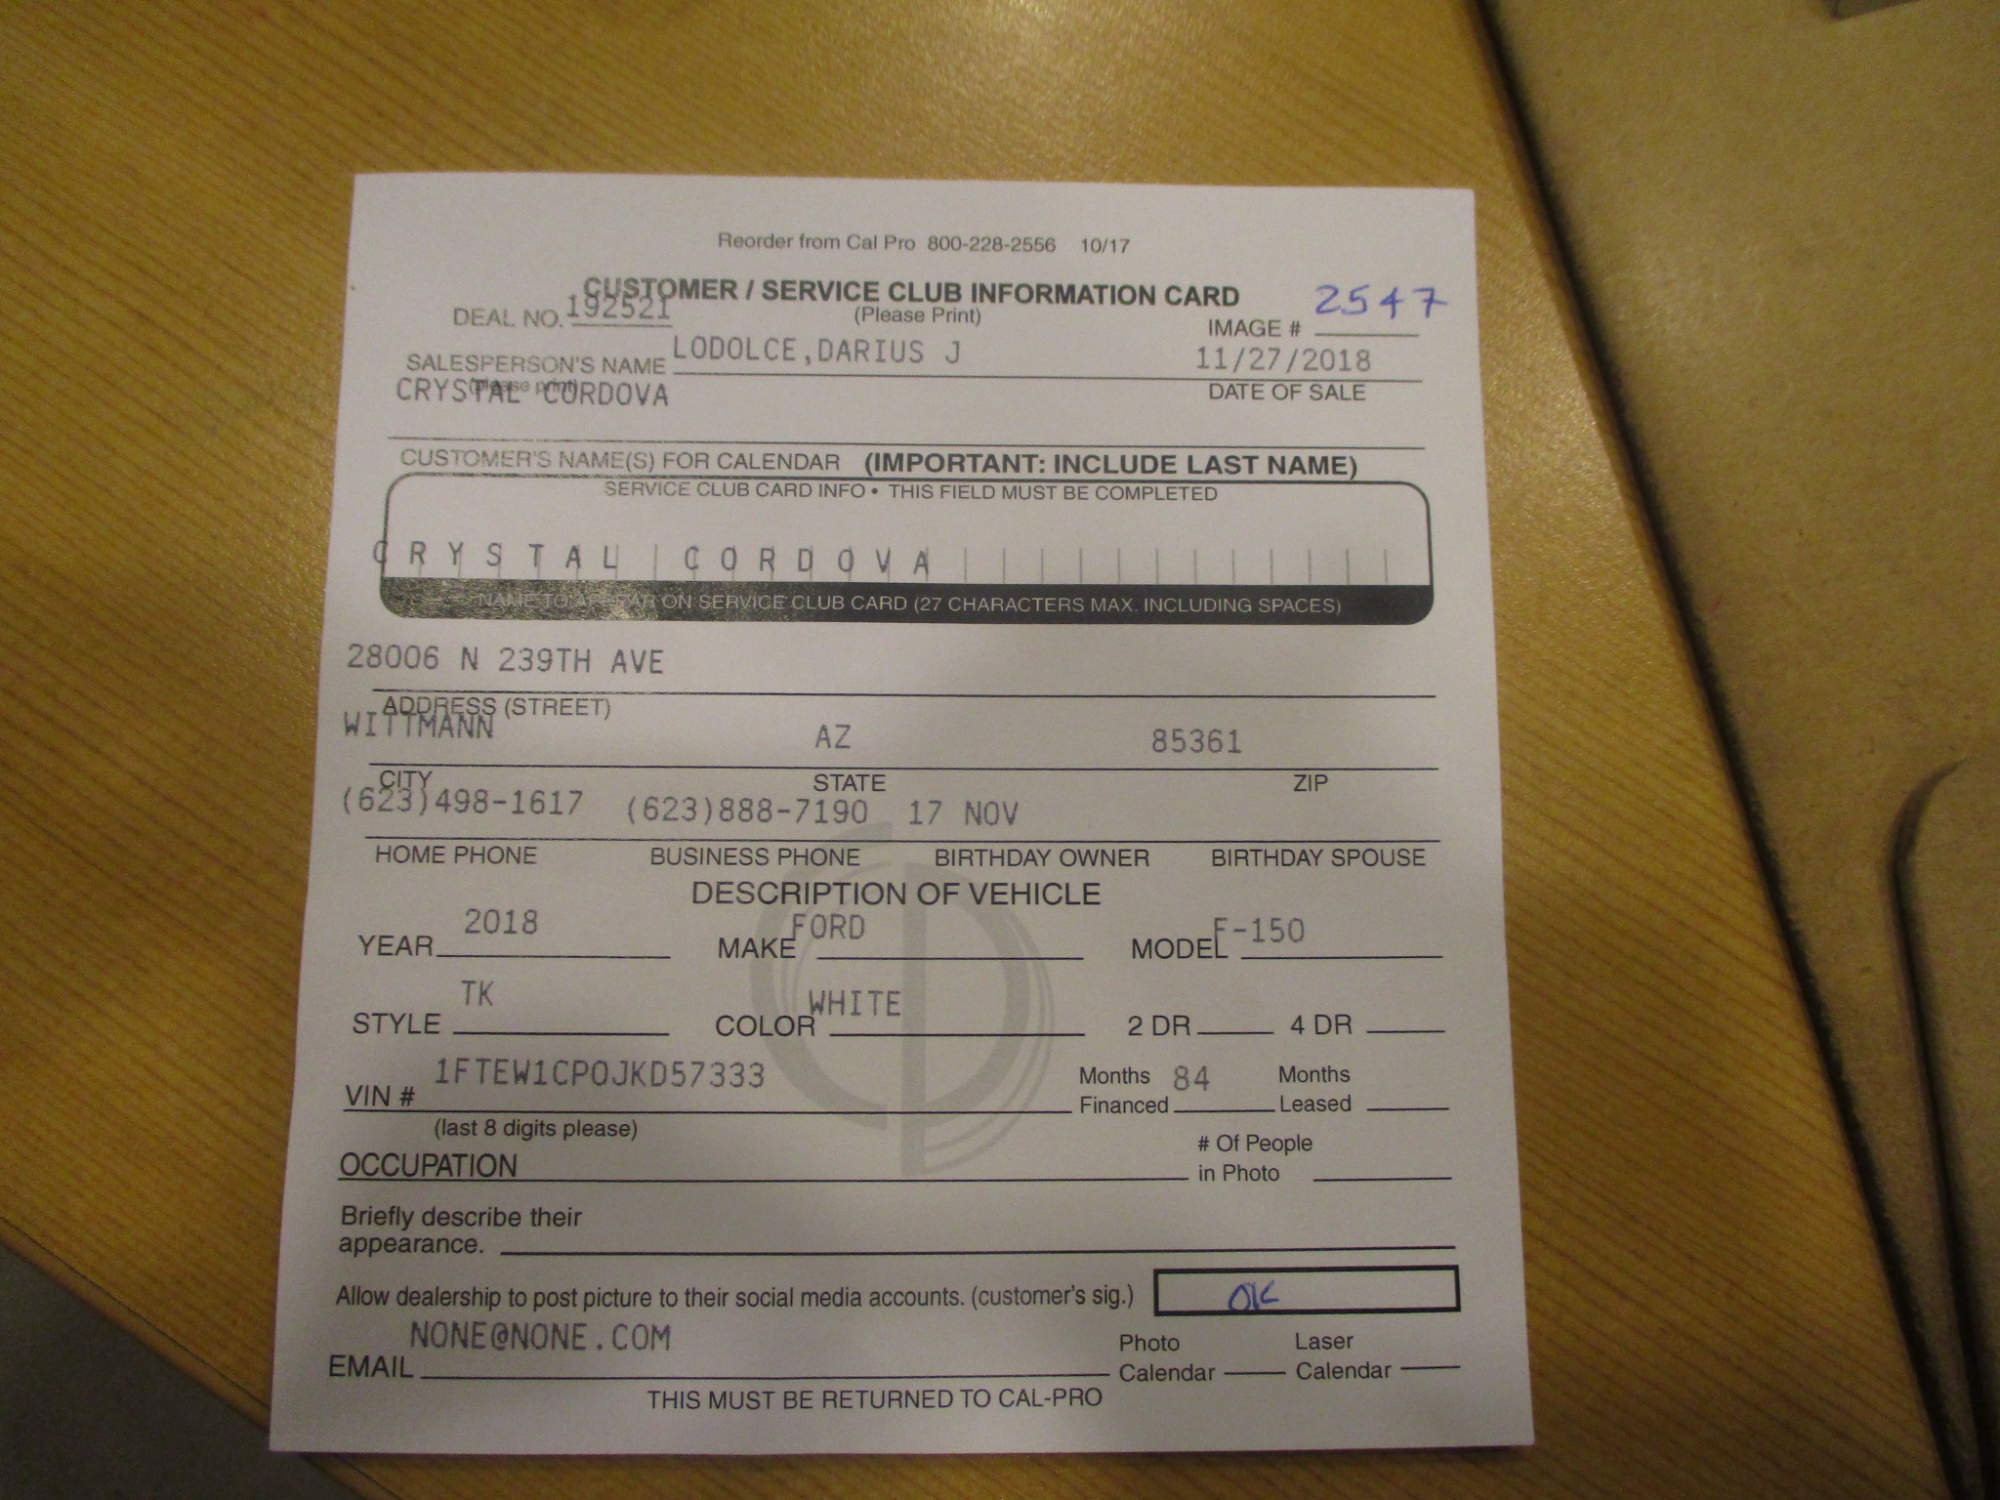 Reorder from Cal Pro 800-228-2556 10/17
CUSTOMER / SERVICE CLUB INFORMATION CARD
(Please Print)
DEAL NO. 192521
IMAGE # 2547
SALESPERSON'S NAME LODOLCE,DARIUS J 11/27/2018
(please print) DATE OF SALE
CRYSTAL CORDOVA
CUSTOMER'S NAME(S) FOR CALENDAR (IMPORTANT: INCLUDE LAST NAME)
SERVICE CLUB CARD INFO • THIS FIELD MUST BE COMPLETED
CRYSTAL CORDOVA
NAME TO APPEAR ON SERVICE CLUB CARD (27 CHARACTERS MAX. INCLUDING SPACES)
28006 N 239TH AVE
ADDRESS (STREET)
WITTMANN AZ 85361
CITY STATE ZIP
(623)498-1617 (623)888-7190 17 NOV
HOME PHONE BUSINESS PHONE BIRTHDAY OWNER BIRTHDAY SPOUSE
DESCRIPTION OF VEHICLE
YEAR 2018 MAKE FORD MODEL F-150
STYLE TK COLOR WHITE 2 DR 4 DR
VIN # 1FTEW1CP0JKD57333 Months Financed 84 Months Leased
(last 8 digits please)
OCCUPATION # Of People in Photo
Briefly describe their
appearance.
Allow dealership to post picture to their social media accounts. (customer's sig.) OK
EMAIL NONE@NONE.COM Photo Calendar Laser Calendar
THIS MUST BE RETURNED TO CAL-PRO